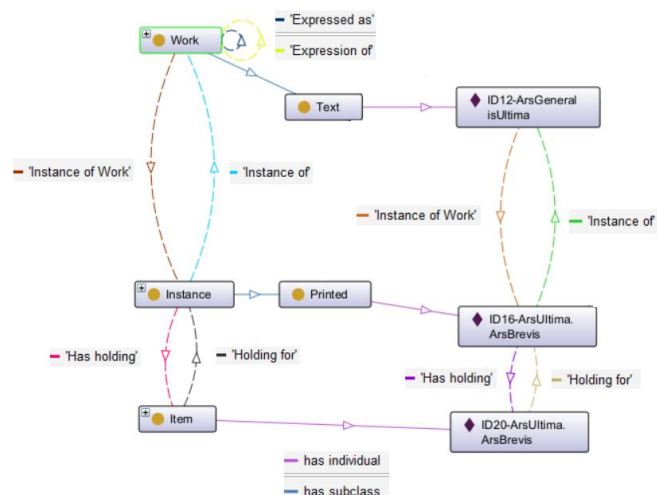 'Expressed as'
Work
'Expression of'
Text
ID12-ArsGeneral
isUltima
'Instance of Work'
'Instance of'
'Instance of Work'
'Instance of'
Instance
Printed
ID16-ArsUltima.
ArsBrevis
'Has holding'
'Holding for'
'Has holding'
'Holding for'
Item
ID20-ArsUltima.
ArsBrevis
has individual
has subclass